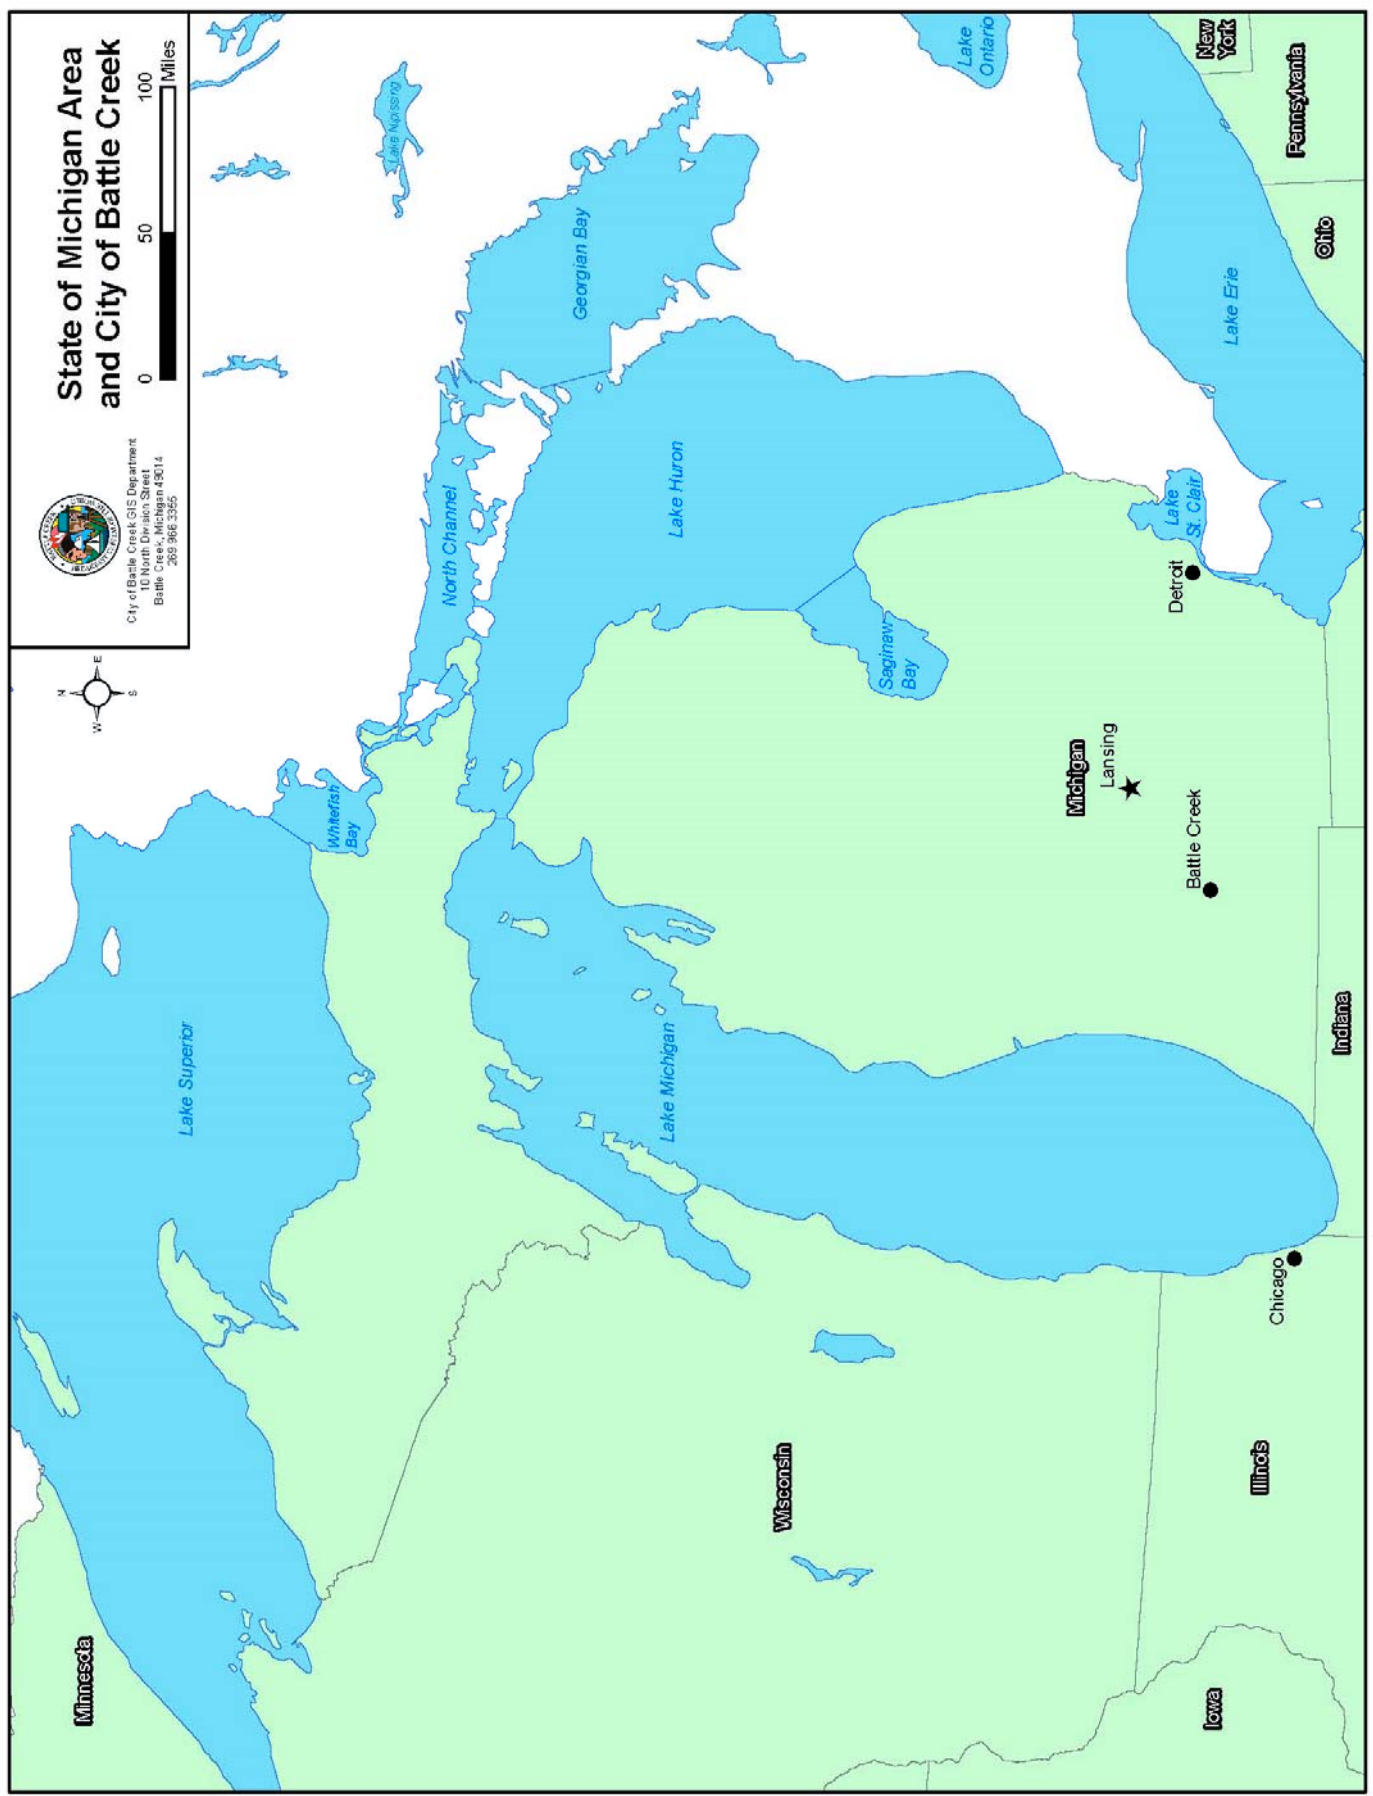 State of Michigan Area
and City of Battle Creek
0 50 100
Miles
City of Battle Creek GIS Department
10 North Division Street
Battle Creek, Michigan 49014
269.966.3355
N
W E
S
Lake Nipissing
Lake
Ontario
New
York
Pennsylvania
Ohio
Lake Erie
Georgian Bay
North Channel
Lake Huron
Lake
St. Clair
Detroit
Saginaw
Bay
Whitefish
Bay
Michigan
Lansing
Battle Creek
Lake Superior
Lake Michigan
Indiana
Chicago
Wisconsin
Illinois
Minnesota
Iowa